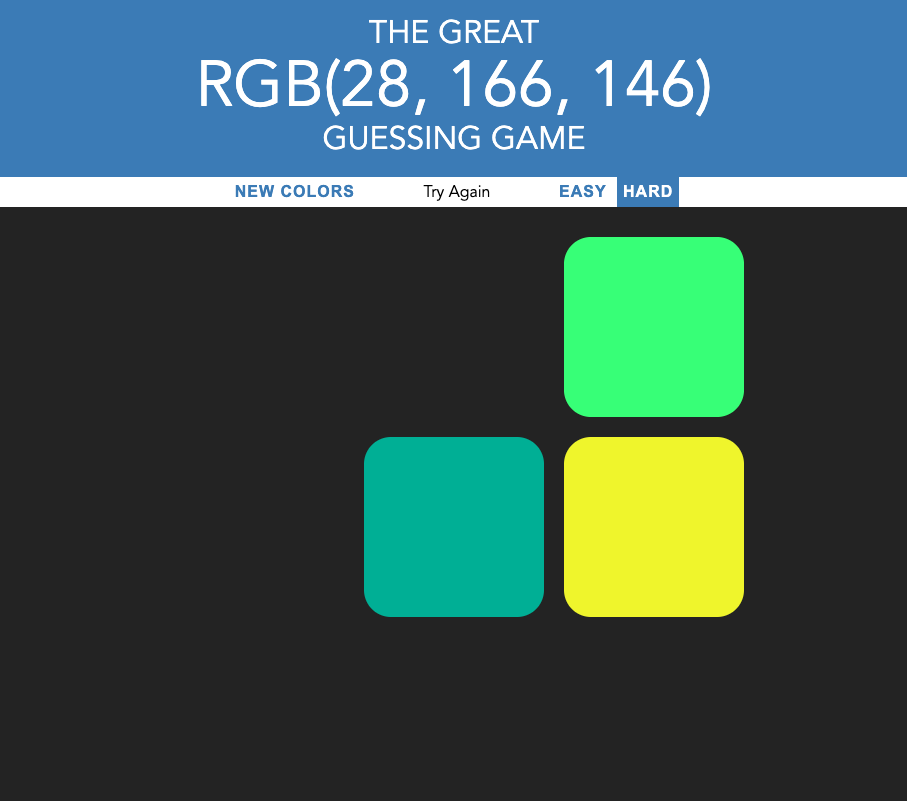 THE GREAT
RGB(28, 166, 146)
GUESSING GAME
NEW COLORS Try Again EASY HARD